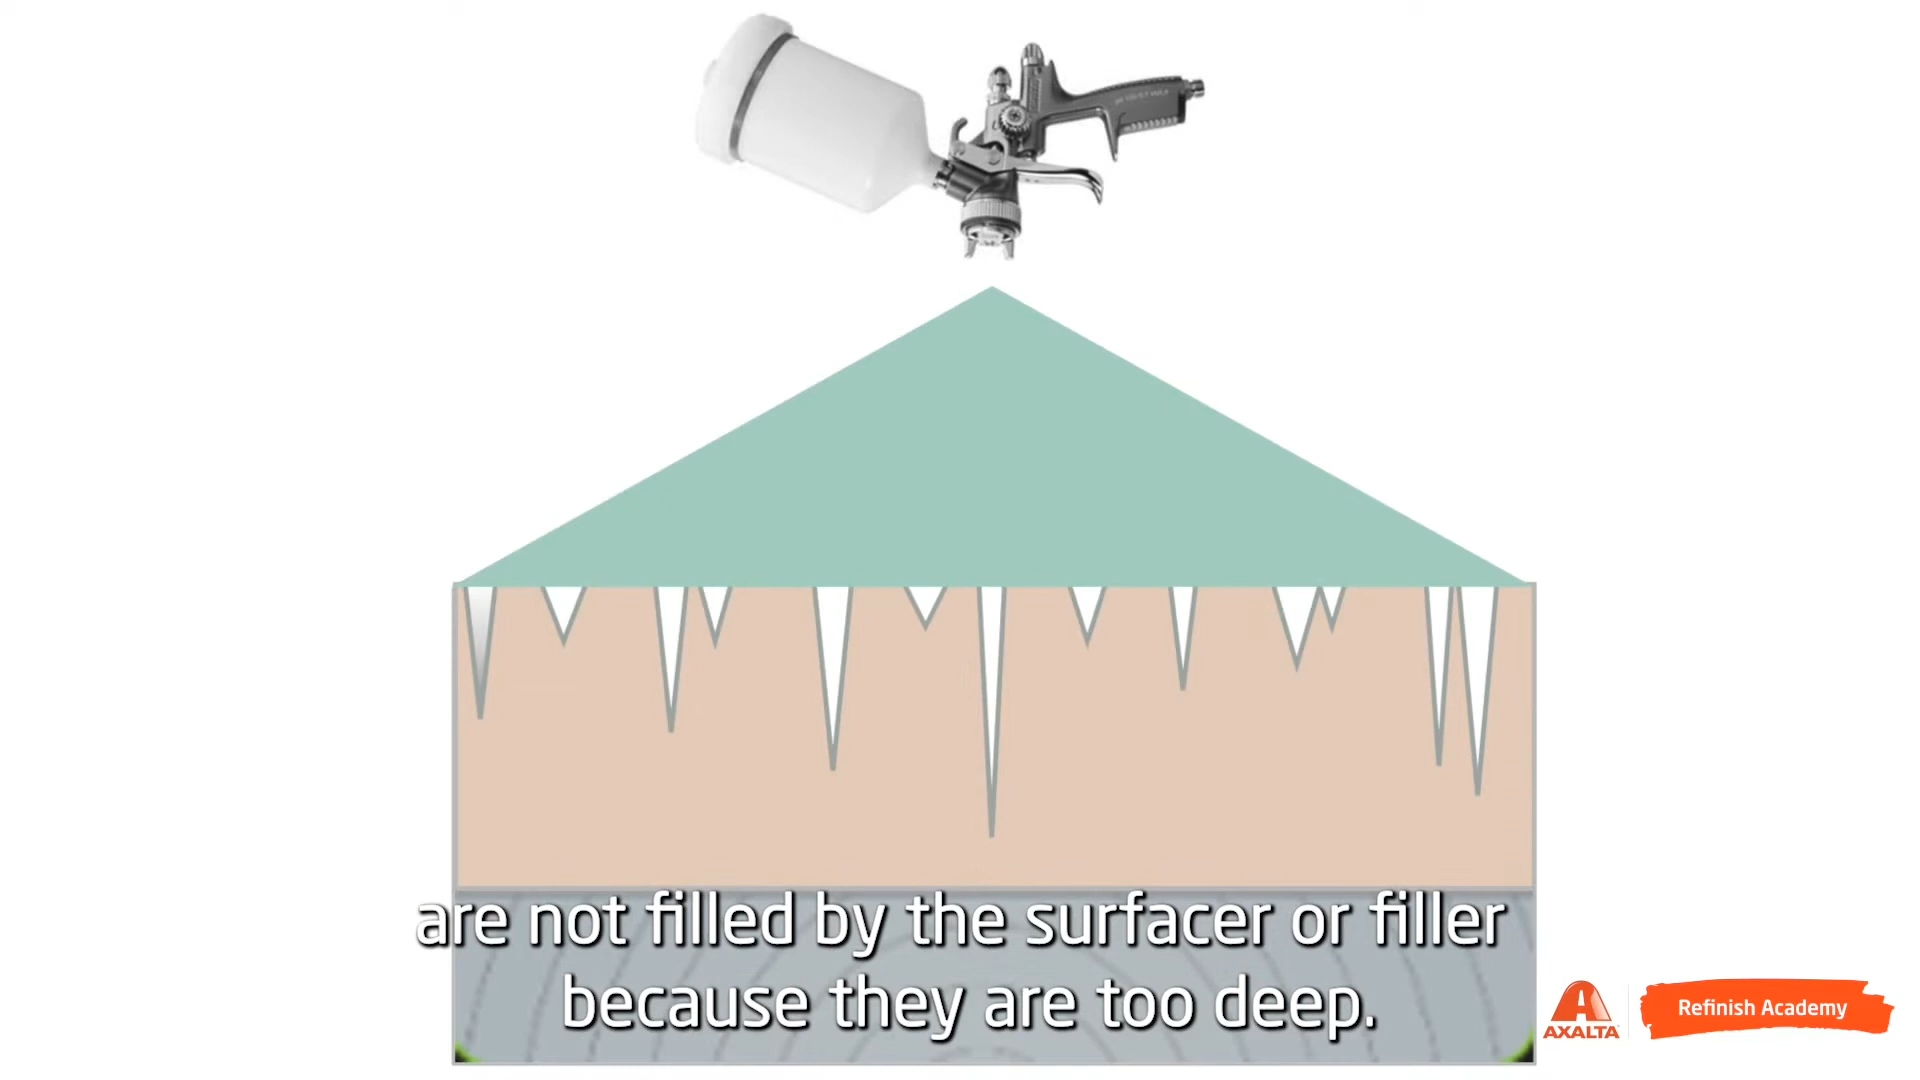 are not filled by the surfacer or filler
because they are too deep.
AXALTA
Refinish Academy